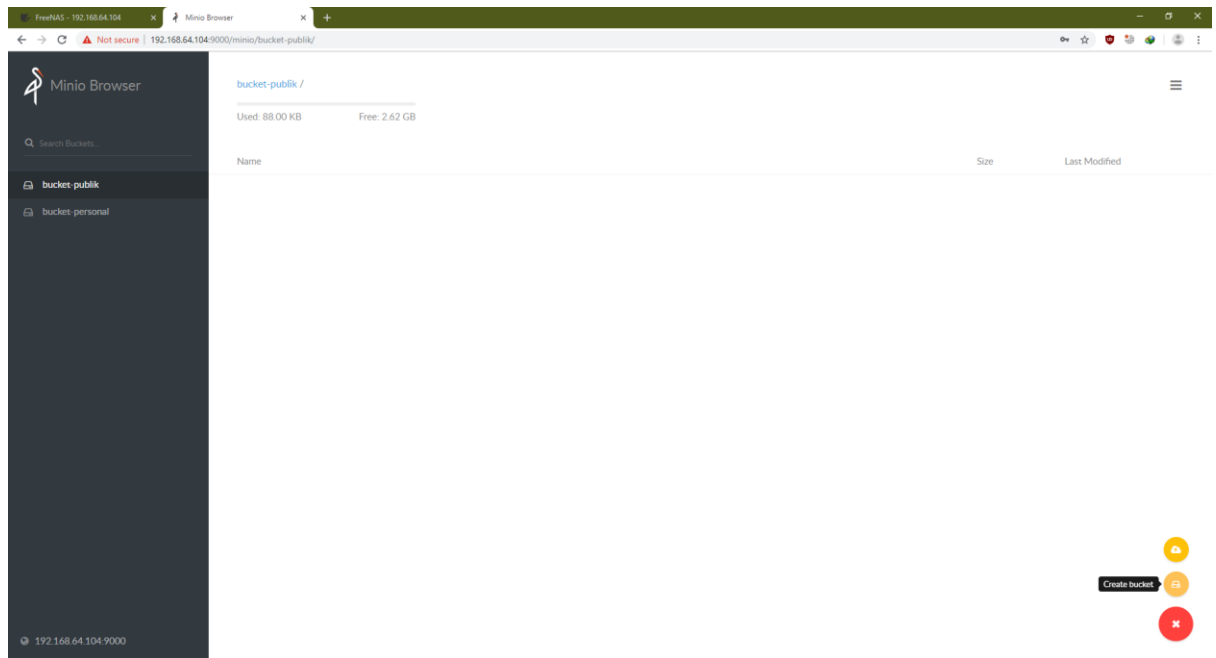 FreeNAS - 192.168.64.104
Minio Browser
Not secure | 192.168.64.104:9000/minio/bucket-publik/
Minio Browser
bucket-publik /
Used: 88.00 KB Free: 2.62 GB
Search Buckets...
Name Size Last Modified
bucket-publik
bucket-personal
Create bucket
192.168.64.104:9000